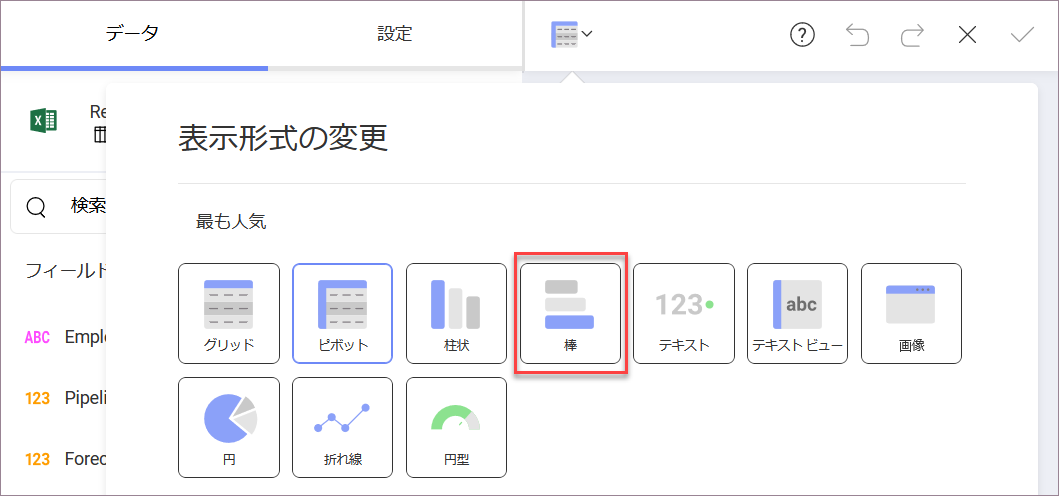 データ 設定
?
Re
検索
フィールド
ABC Emplo
123 Pipeli
123 Forec
表示形式の変更
最も人気
グリッド ピボット 柱状 棒 123 テキスト abc テキスト ビュー 画像
円 折れ線 円型